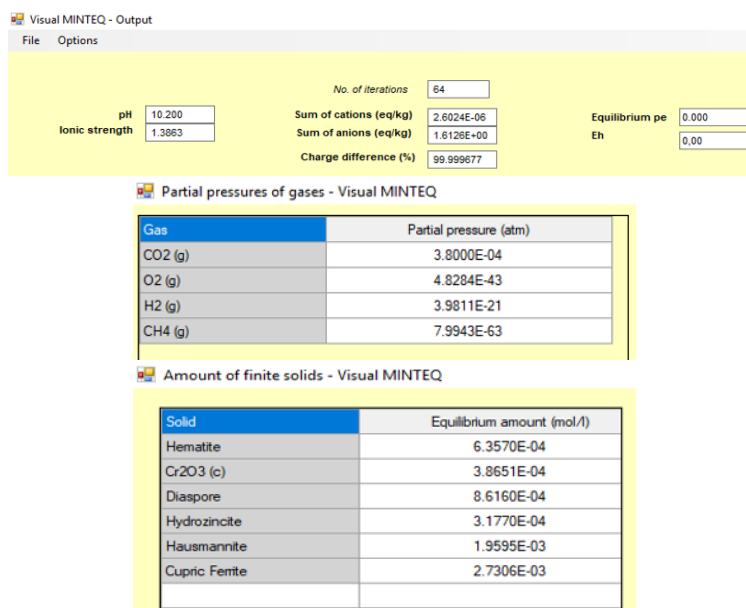 Visual MINTEQ - Output
File Options
No. of iterations 64
pH 10.200 Sum of cations (eq/kg) 2.6024E-06 Equilibrium pe 0.000
Ionic strength 1.3863 Sum of anions (eq/kg) 1.6126E+00 Eh 0,00
Charge difference (%) 99.999677
Partial pressures of gases - Visual MINTEQ
Gas Partial pressure (atm)
CO2 (g) 3.8000E-04
O2 (g) 4.8284E-43
H2 (g) 3.9811E-21
CH4 (g) 7.9943E-63
Amount of finite solids - Visual MINTEQ
Solid Equilibrium amount (mol/l)
Hematite 6.3570E-04
Cr2O3 (c) 3.8651E-04
Diaspore 8.6160E-04
Hydrozincite 3.1770E-04
Hausmannite 1.9595E-03
Cupric Ferrite 2.7306E-03